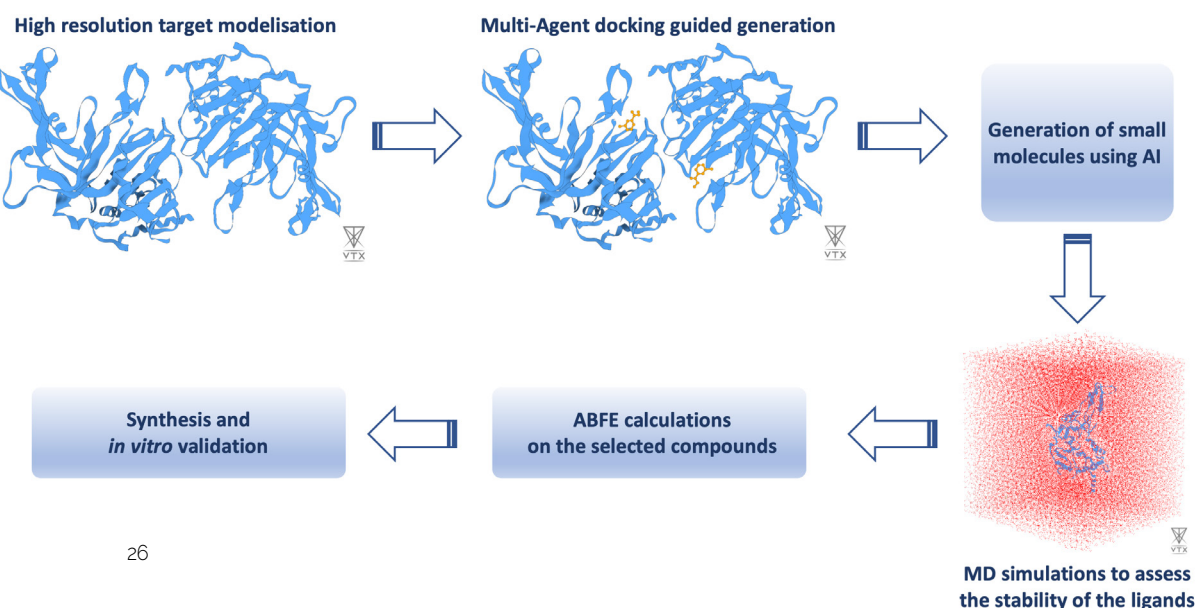 High resolution target modelisation
Multi-Agent docking guided generation
VTX
VTX
Generation of small
molecules using AI
VTX
MD simulations to assess
the stability of the ligands
ABFE calculations
on the selected compounds
Synthesis and
in vitro validation
26